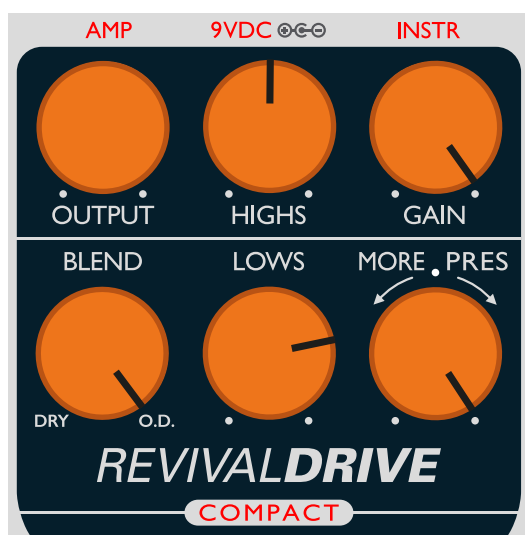 AMP 9VDC INSTR
OUTPUT HIGHS GAIN
BLEND LOWS MORE PRES
DRY O.D.
REVIVALDRIVE
COMPACT